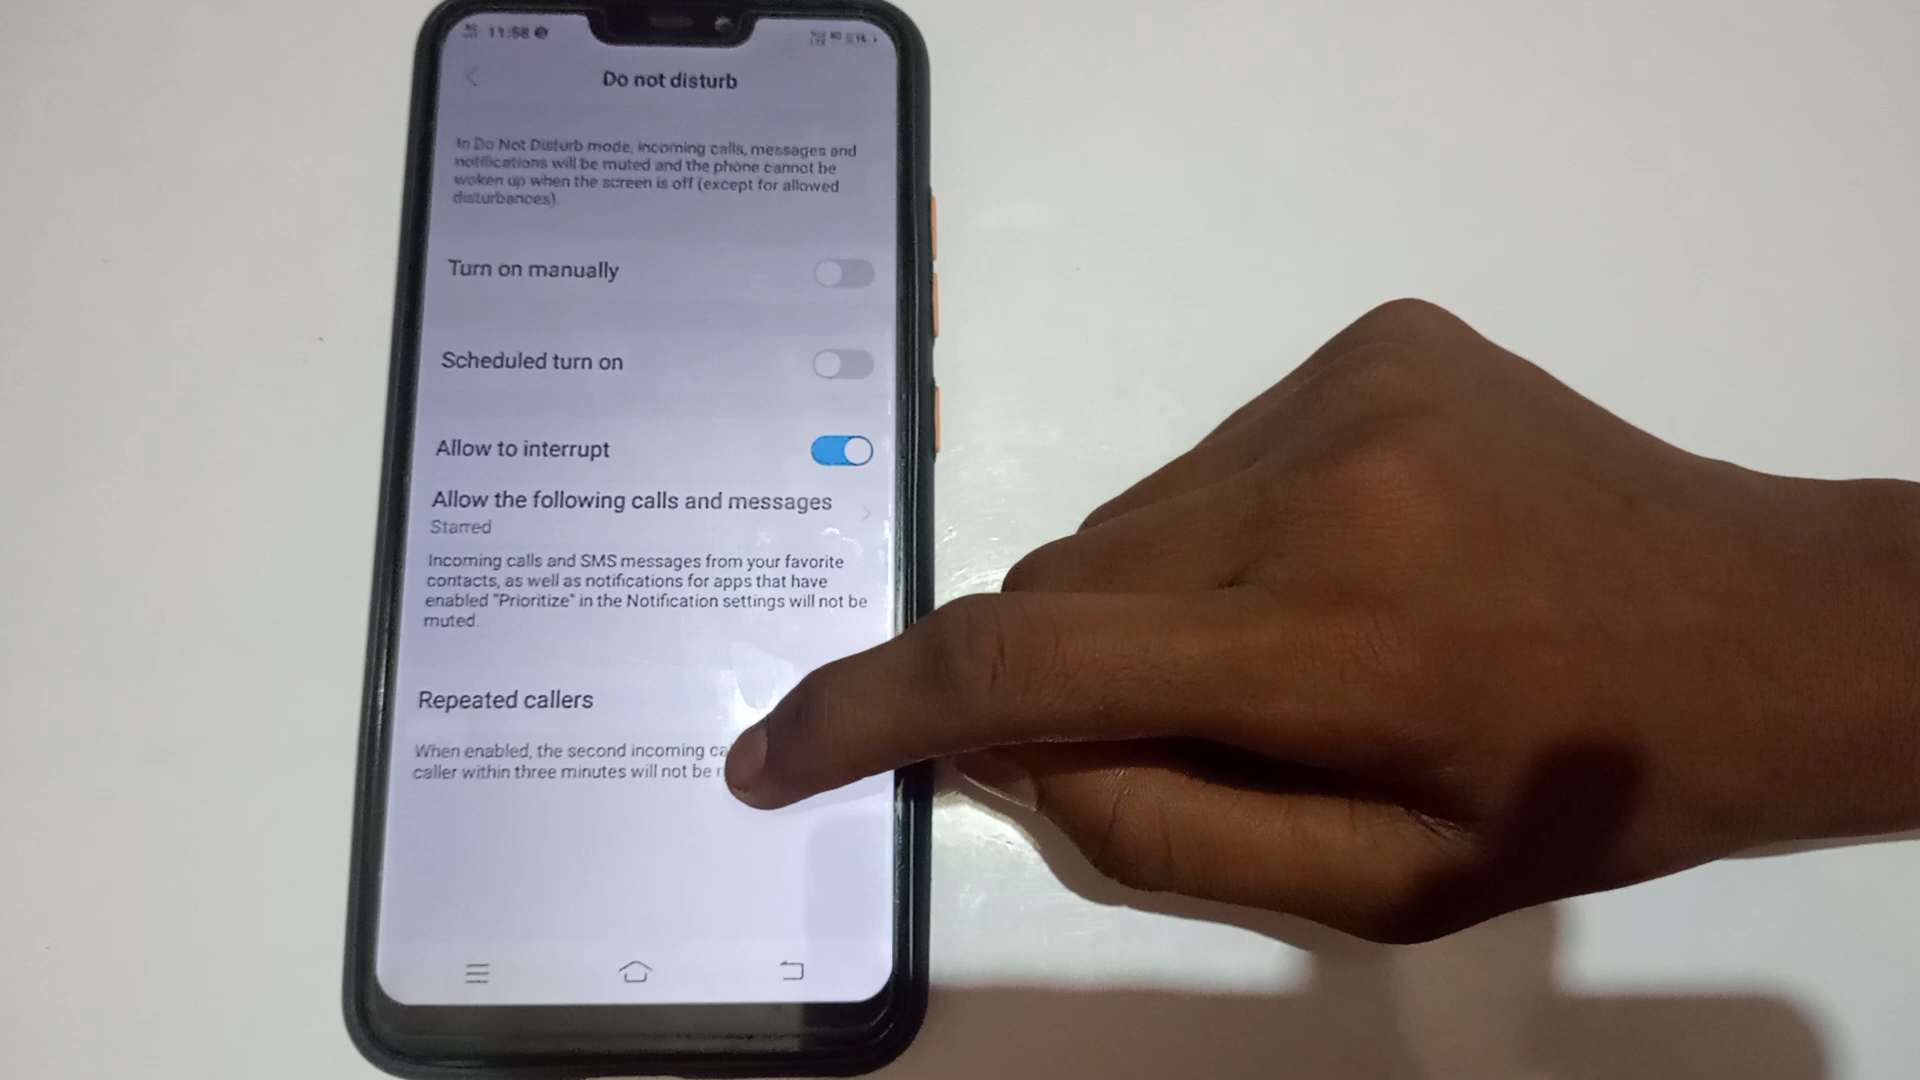 11:58
Do not disturb
In Do Not Disturb mode, incoming calls, messages and
notifications will be muted and the phone cannot be
woken up when the screen is off (except for allowed
disturbances).
Turn on manually
Scheduled turn on
Allow to interrupt
Allow the following calls and messages
Starred
Incoming calls and SMS messages from your favorite
contacts, as well as notifications for apps that have
enabled "Prioritize" in the Notification settings will not be
muted.
Repeated callers
When enabled, the second incoming
caller within three minutes will not be